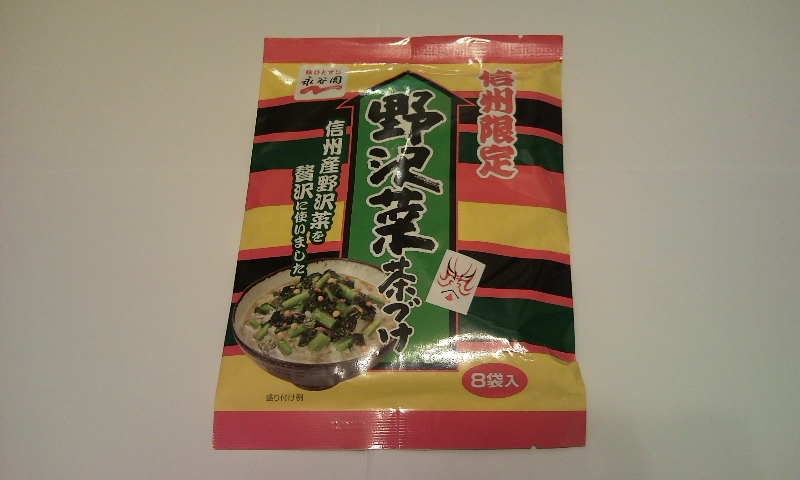 味ひとすじ
永谷園
信州限定
野沢菜茶づけ
信州産野沢菜を
贅沢に使いました
8袋入
盛り付け例